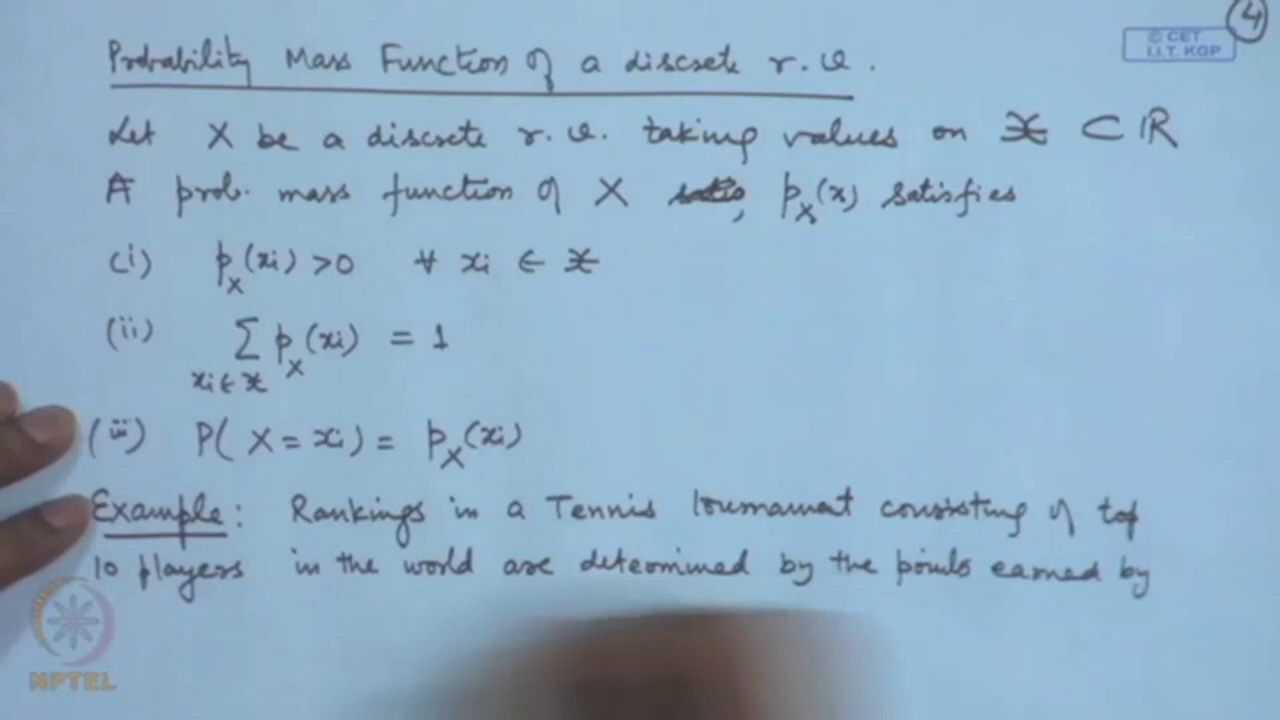 4
© CET
I.I.T. KGP
Probability Mass Function of a discrete r.v.
Let X be a discrete r.v. taking values on 𝒳 ⊂ ℝ
A prob. mass function of X , p_X(x) satisfies
(i) p_X(xi) > 0 ∀ xi ∈ 𝒳
(ii) ∑ p_X(xi) = 1
xi ∈ 𝒳
(iii) P(X = xi) = p_X(xi)
Example: Rankings in a Tennis tournament consisting of top
10 players in the world are determined by the points earned by
NPTEL